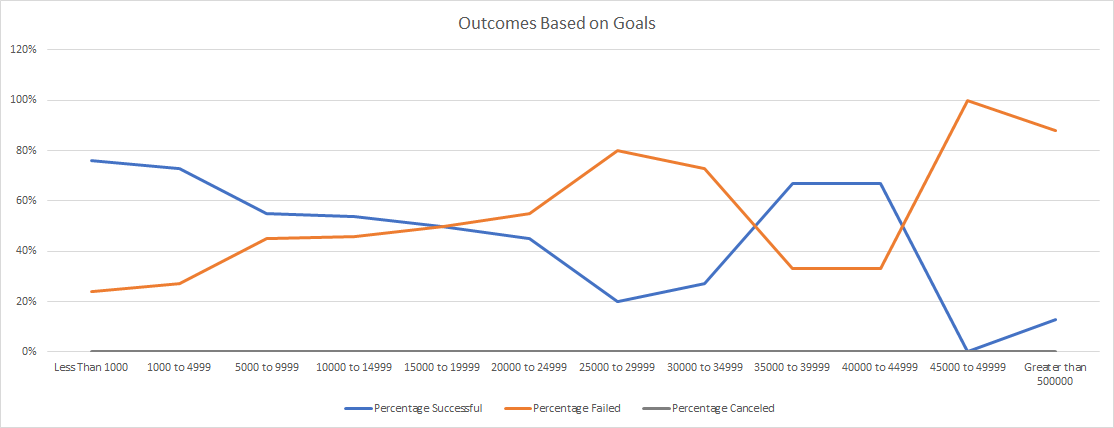 Outcomes Based on Goals
120%
100%
80%
60%
40%
20%
0%
Less Than 1000 1000 to 4999 5000 to 9999 10000 to 14999 15000 to 19999 20000 to 24999 25000 to 29999 30000 to 34999 35000 to 39999 40000 to 44999 45000 to 49999 Greater than
500000
Percentage Successful Percentage Failed Percentage Canceled